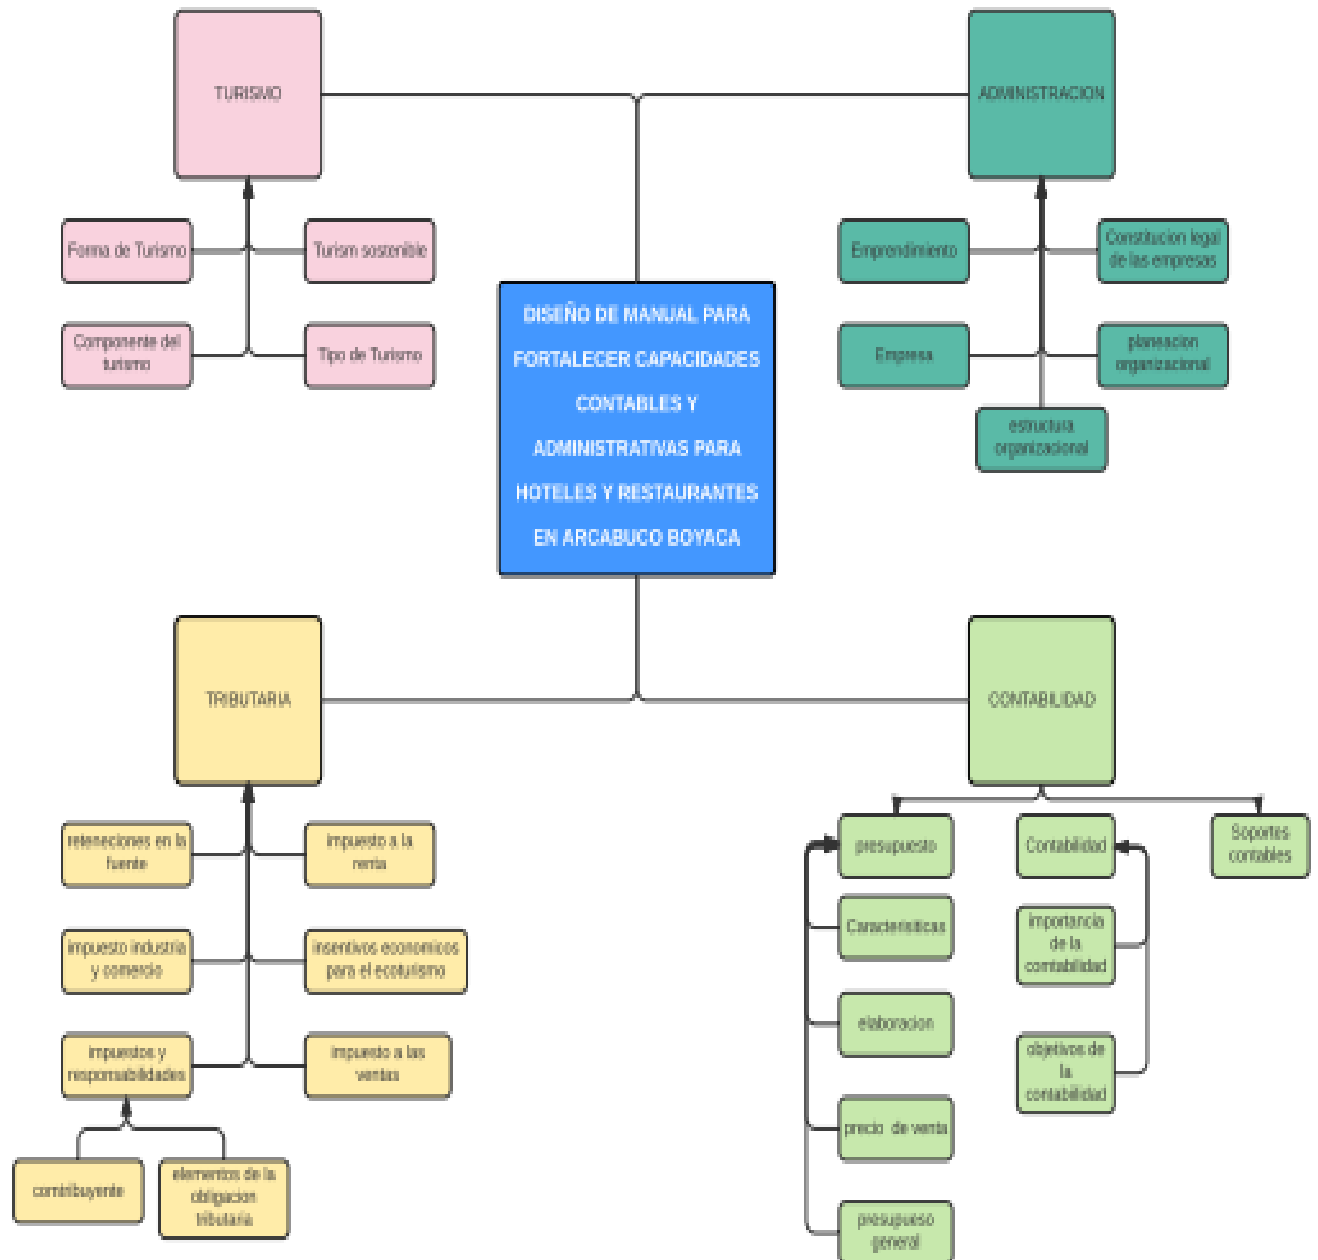 TURISMO
ADMINISTRACION
Forma de Turismo
Turism sostenible
Componente del
turismo
Tipo de Turismo
Emprendimiento
Constitucion legal
de las empresas
Empresa
planeacion
organizacional
estructura
organizacional
DISEÑO DE MANUAL PARA
FORTALECER CAPACIDADES
CONTABLES Y
ADMINISTRATIVAS PARA
HOTELES Y RESTAURANTES
EN ARCABUCO BOYACA
TRIBUTARIA
CONTABILIDAD
reteneciones en la
fuente
impuesto a la
renta
impuesto industria
y comercio
insentivos economicos
para el ecoturismo
impuestos y
responsabilidades
impuesto a las
ventas
contribuyente
elementos de la
obligacion
tributaria
presupuesto
Caracterisiticas
elaboracion
precio de venta
presupueso
general
Contabilidad
importancia
de la
contabilidad
objetivos de
la
contabilidad
Soportes
contables